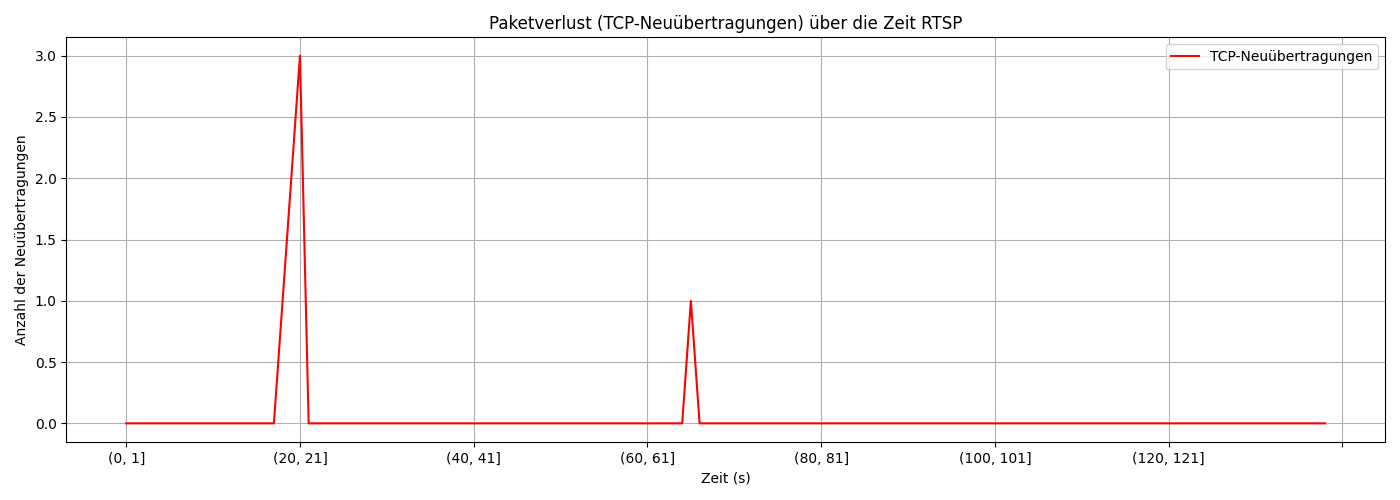 Paketverlust (TCP-Neuübertragungen) über die Zeit RTSP
TCP-Neuübertragungen
Anzahl der Neuübertragungen
3.0
2.5
2.0
1.5
1.0
0.5
0.0
(0, 1] (20, 21] (40, 41] (60, 61] (80, 81] (100, 101] (120, 121]
Zeit (s)